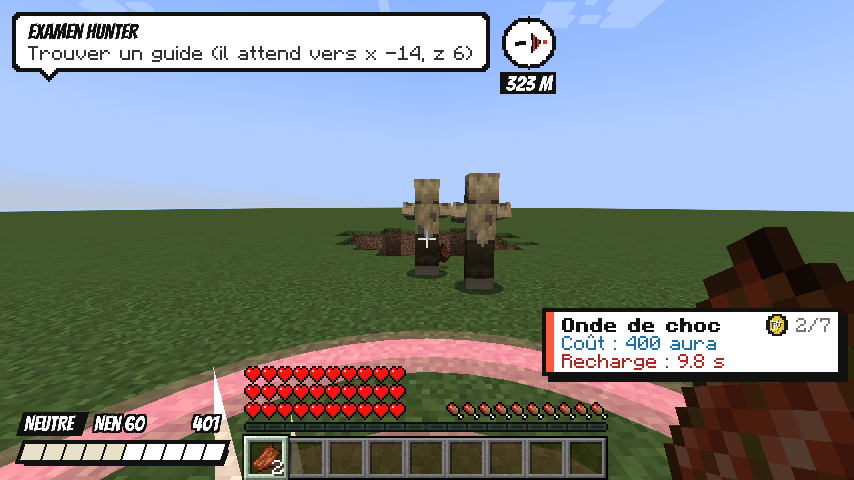 EXAMEN HUNTER
Trouver un guide (il attend vers x -14, z 6)
323 M
Onde de choc
2/7
Coût : 400 aura
Recharge : 9.8 s
NEUTRE
NEN 60
401
2